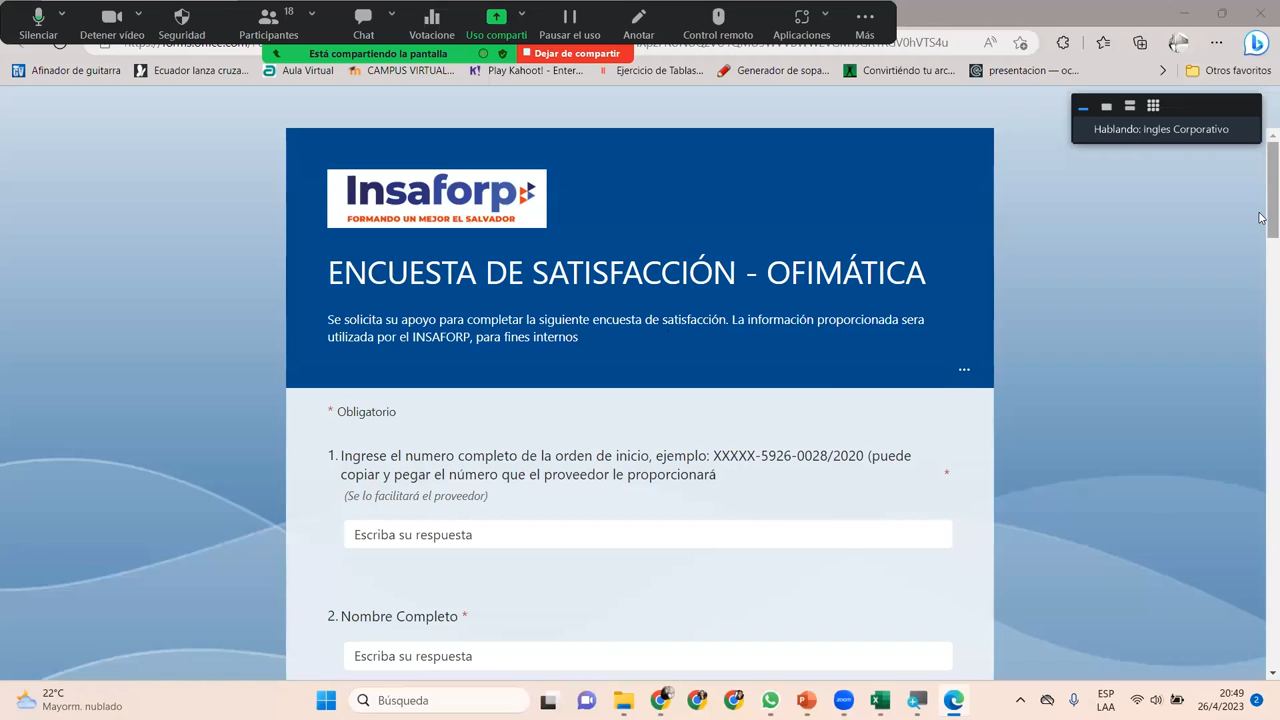 Silenciar
Detener vídeo
Seguridad
18
Participantes
Chat
Votacione
Uso comparti
Pausar el uso
Anotar
Control remoto
Aplicaciones
Más
Está compartiendo la pantalla
Dejar de compartir
Afinador de guitarra
Ecuadorianza cruza...
Aula Virtual
CAMPUS VIRTUAL...
Play Kahoot! - Enter...
Ejercicio de Tablas...
Generador de sopa...
Convirtiéndo tu arc...
presentacion — oc...
Otros favoritos
Hablando: Ingles Corporativo
Insaforp
FORMANDO UN MEJOR EL SALVADOR
ENCUESTA DE SATISFACCIÓN - OFIMÁTICA
Se solicita su apoyo para completar la siguiente encuesta de satisfacción. La información proporcionada sera
utilizada por el INSAFORP, para fines internos
...
* Obligatorio
1. Ingrese el numero completo de la orden de inicio, ejemplo: XXXXX-5926-0028/2020 (puede
copiar y pegar el número que el proveedor le proporcionará *
(Se lo facilitará el proveedor)
Escriba su respuesta
2. Nombre Completo *
Escriba su respuesta
22°C
Mayorm. nublado
Búsqueda
zoom
ESP
LAA
20:49
26/4/2023
2